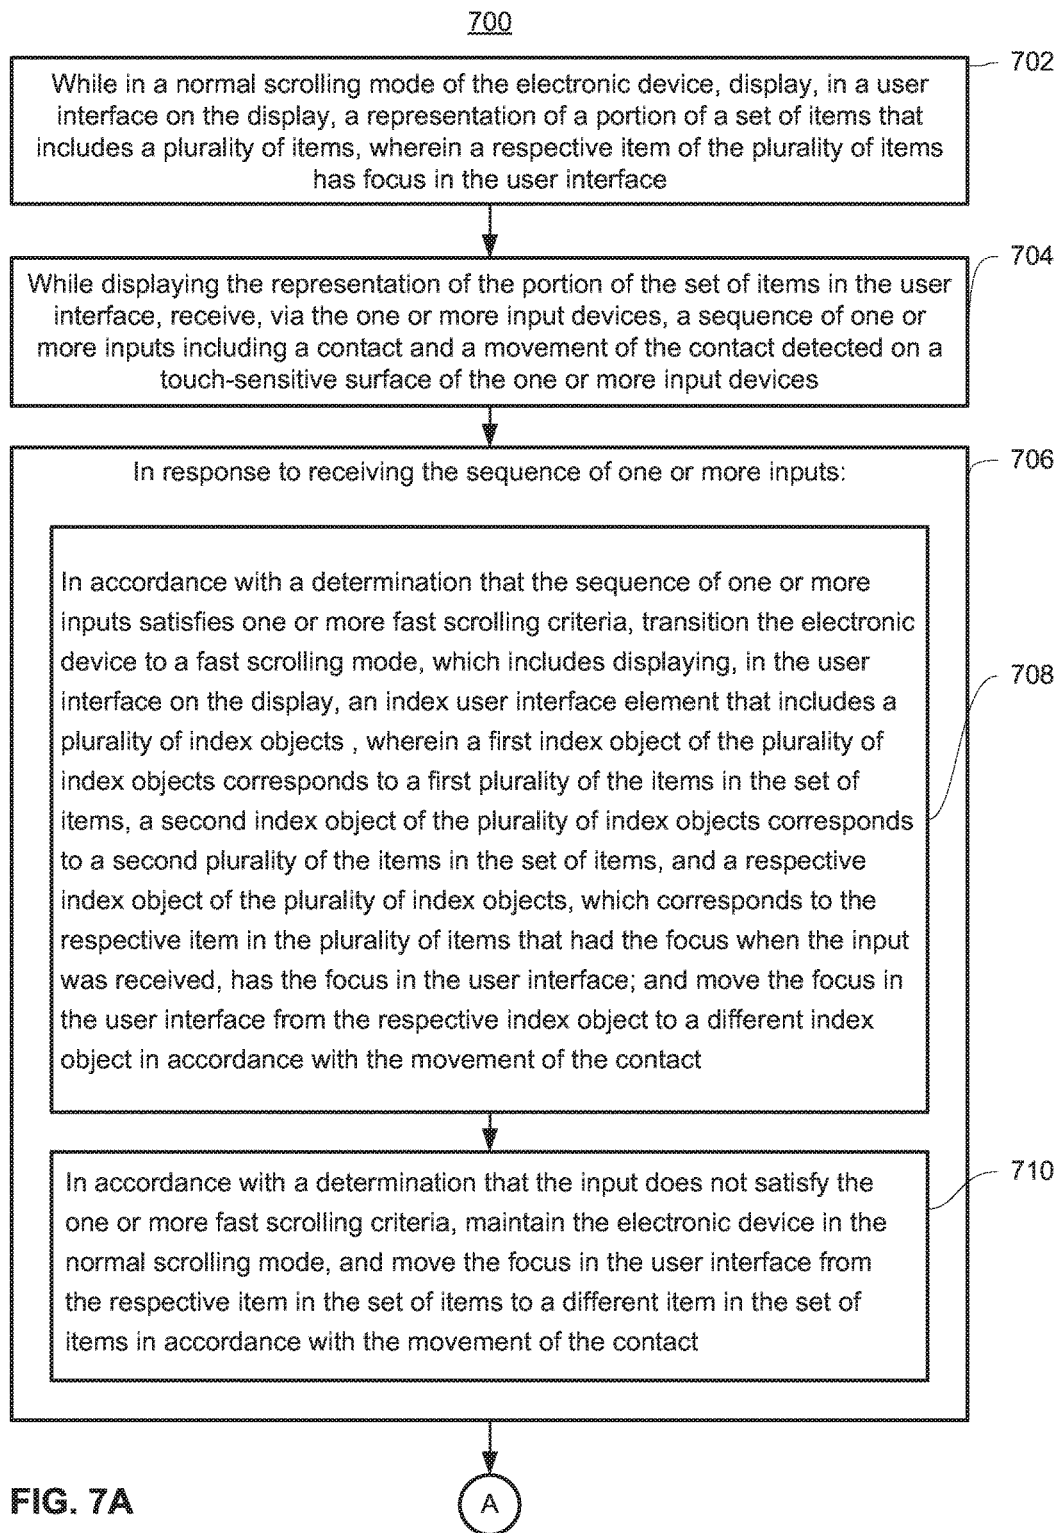 700
702
While in a normal scrolling mode of the electronic device, display, in a user
interface on the display, a representation of a portion of a set of items that
includes a plurality of items, wherein a respective item of the plurality of items
has focus in the user interface
704
While displaying the representation of the portion of the set of items in the user
interface, receive, via the one or more input devices, a sequence of one or
more inputs including a contact and a movement of the contact detected on a
touch-sensitive surface of the one or more input devices
706
In response to receiving the sequence of one or more inputs:
708
In accordance with a determination that the sequence of one or more
inputs satisfies one or more fast scrolling criteria, transition the electronic
device to a fast scrolling mode, which includes displaying, in the user
interface on the display, an index user interface element that includes a
plurality of index objects , wherein a first index object of the plurality of
index objects corresponds to a first plurality of the items in the set of
items, a second index object of the plurality of index objects corresponds
to a second plurality of the items in the set of items, and a respective
index object of the plurality of index objects, which corresponds to the
respective item in the plurality of items that had the focus when the input
was received, has the focus in the user interface; and move the focus in
the user interface from the respective index object to a different index
object in accordance with the movement of the contact
710
In accordance with a determination that the input does not satisfy the
one or more fast scrolling criteria, maintain the electronic device in the
normal scrolling mode, and move the focus in the user interface from
the respective item in the set of items to a different item in the set of
items in accordance with the movement of the contact
FIG. 7A
A